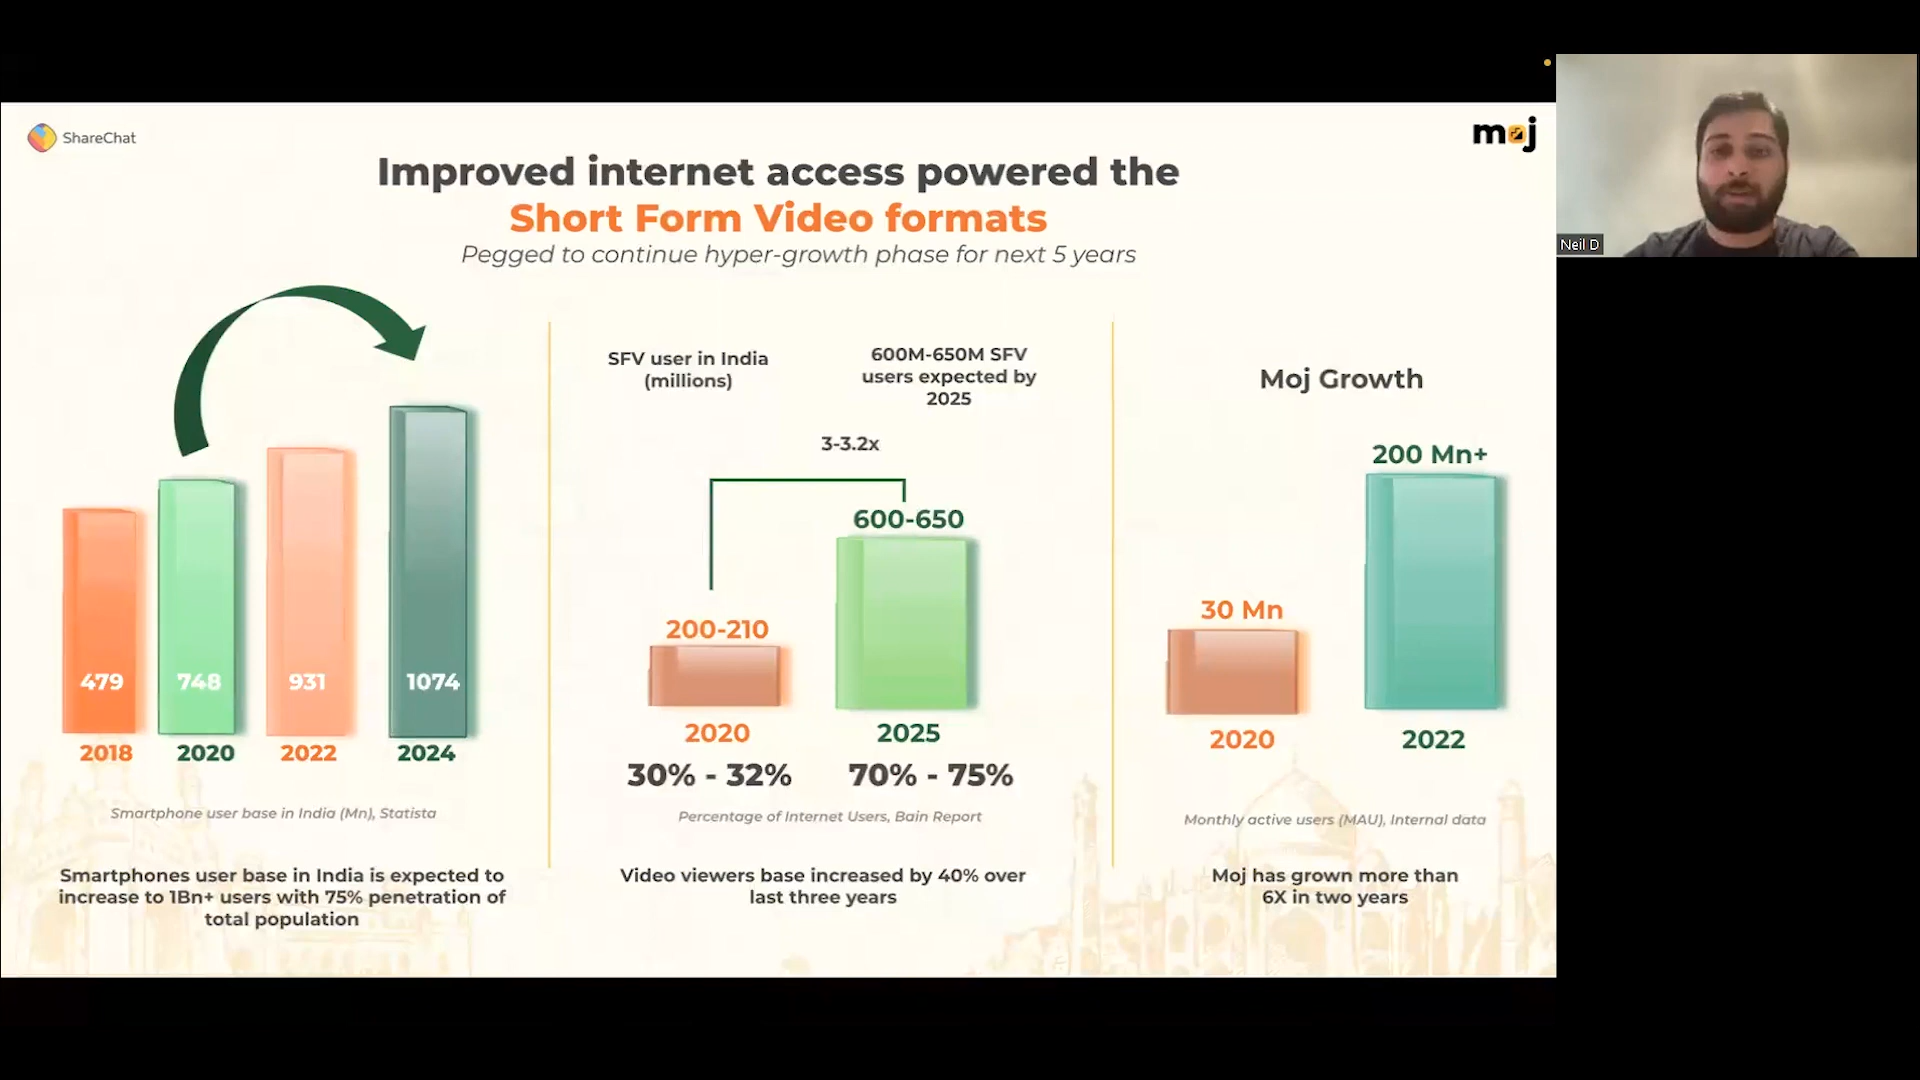 ShareChat
moj
Improved internet access powered the
Short Form Video formats
Pegged to continue hyper-growth phase for next 5 years
479
748
931
1074
2018
2020
2022
2024
Smartphone user base in India (Mn), Statista
Smartphones user base in India is expected to
increase to 1Bn+ users with 75% penetration of
total population
SFV user in India
(millions)
600M-650M SFV
users expected by
2025
3-3.2x
200-210
600-650
2020
2025
30% - 32%
70% - 75%
Percentage of Internet Users, Bain Report
Video viewers base increased by 40% over
last three years
Moj Growth
30 Mn
200 Mn+
2020
2022
Monthly active users (MAU), Internal data
Moj has grown more than
6X in two years
Neil D